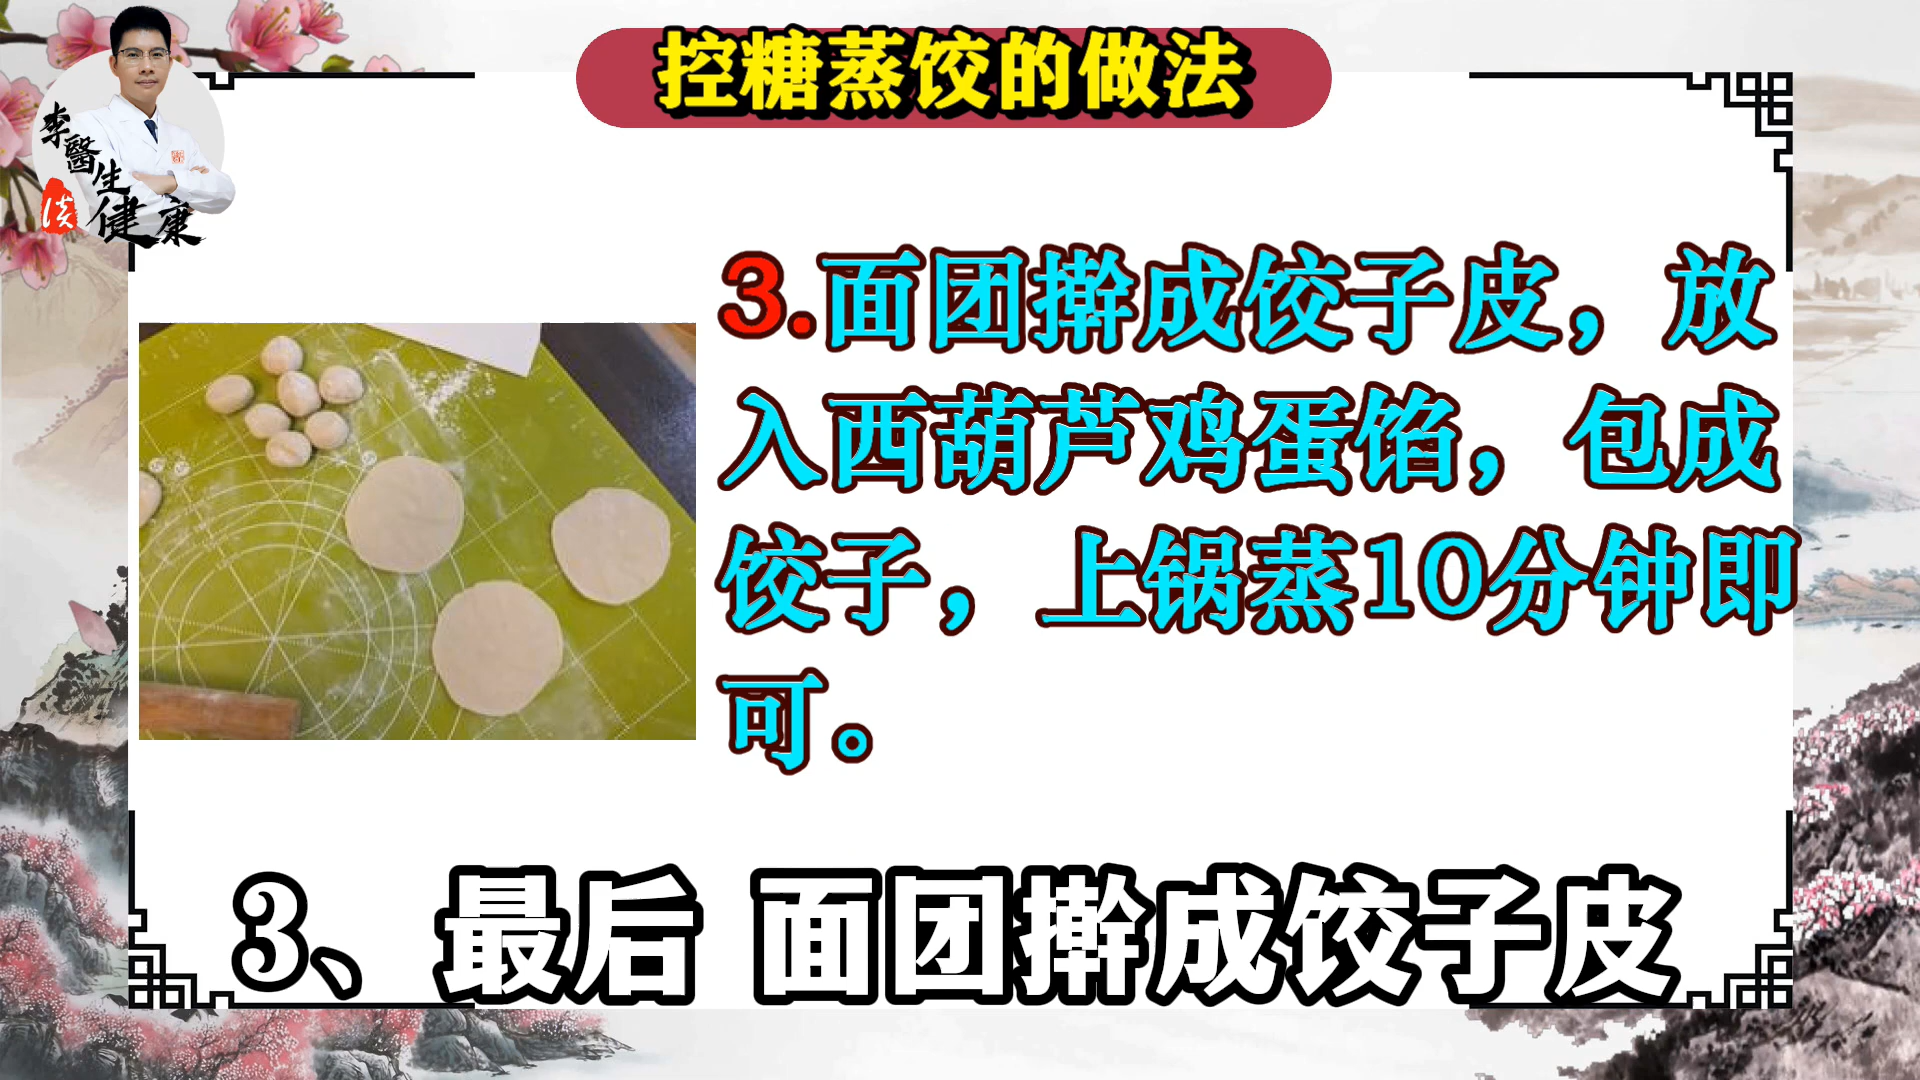 控糖蒸饺的做法
李醫生
谈
健康
3.面团擀成饺子皮，放
入西葫芦鸡蛋馅，包成
饺子，上锅蒸10分钟即
可。
3、最后 面团擀成饺子皮